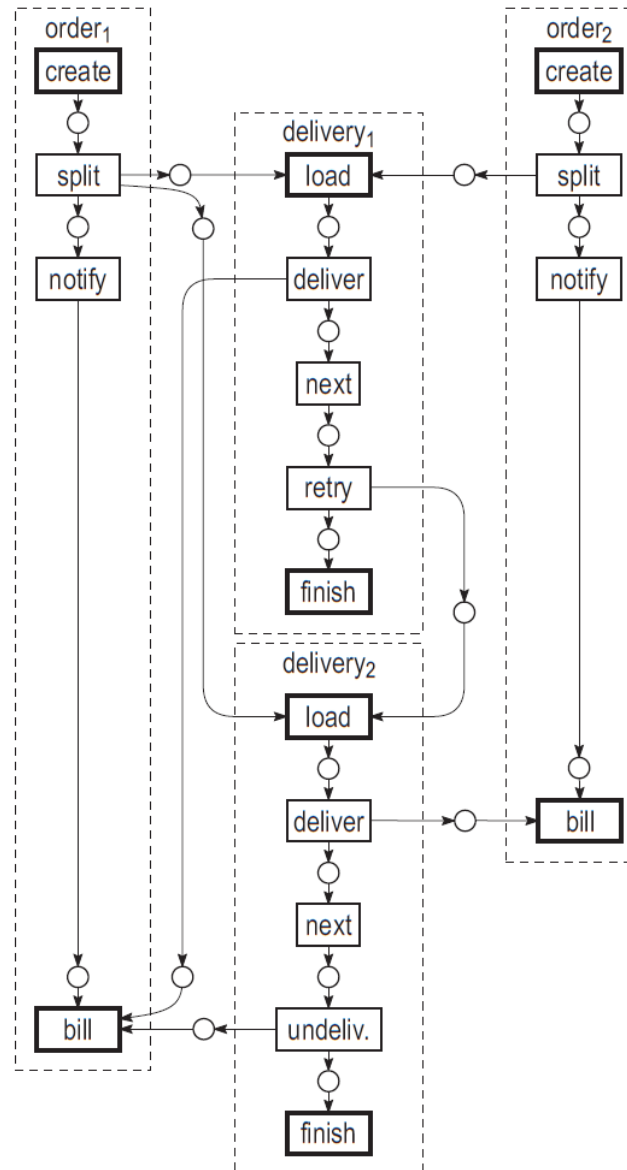 order1
create
split
notify
bill
delivery1
load
deliver
next
retry
finish
delivery2
load
deliver
next
undeliv.
finish
order2
create
split
notify
bill